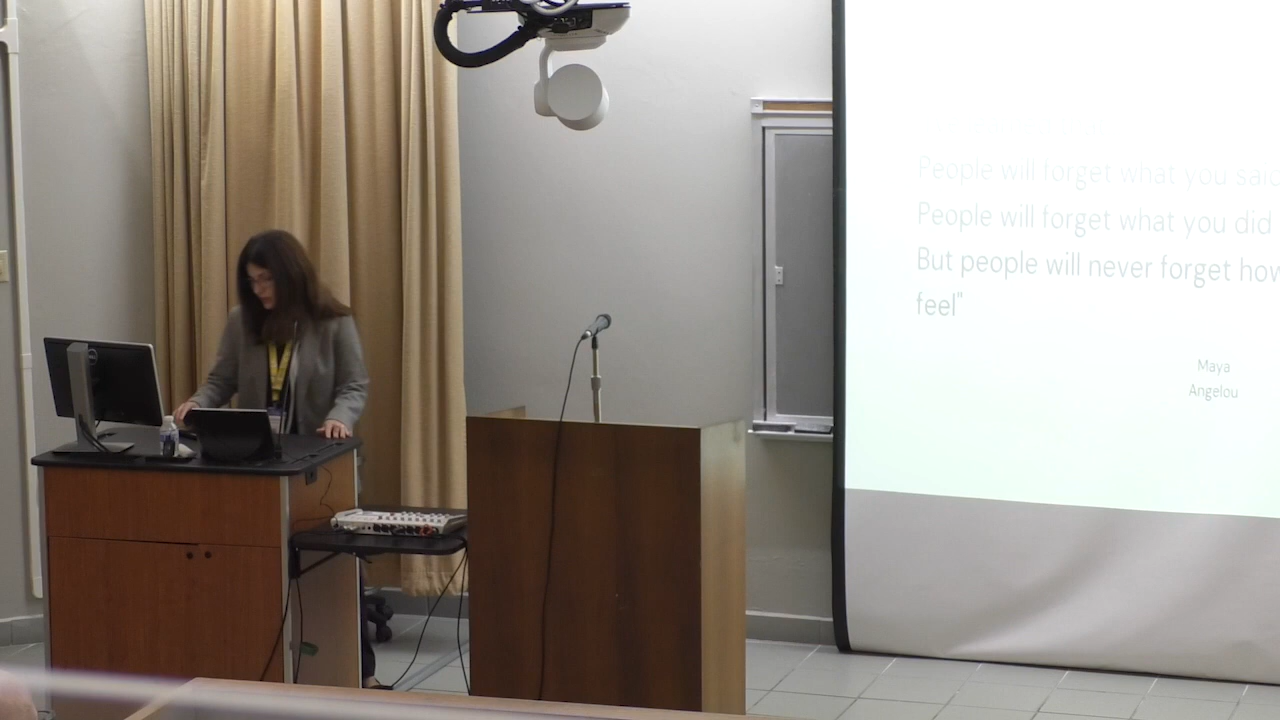 People will forget what you said
People will forget what you did
But people will never forget how
feel"
Maya
Angelou